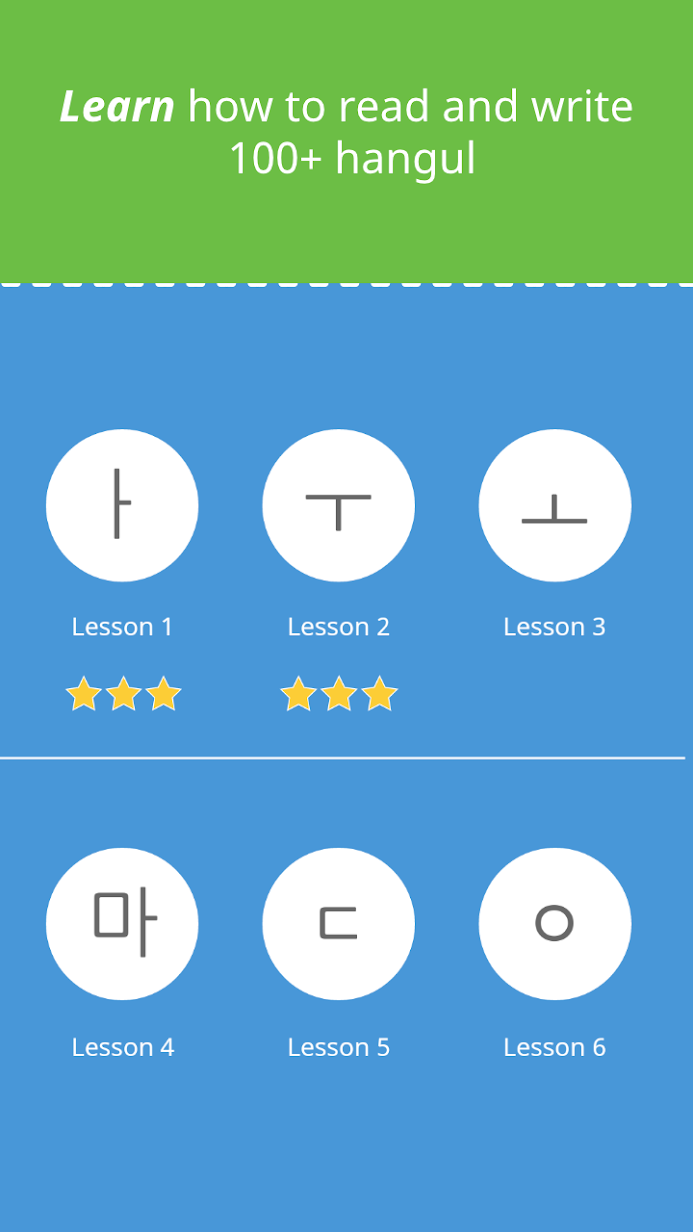 Learn how to read and write
100+ hangul
ㅏ ㅜ ㅗ
Lesson 1 Lesson 2 Lesson 3
마 ㄷ ㅇ
Lesson 4 Lesson 5 Lesson 6